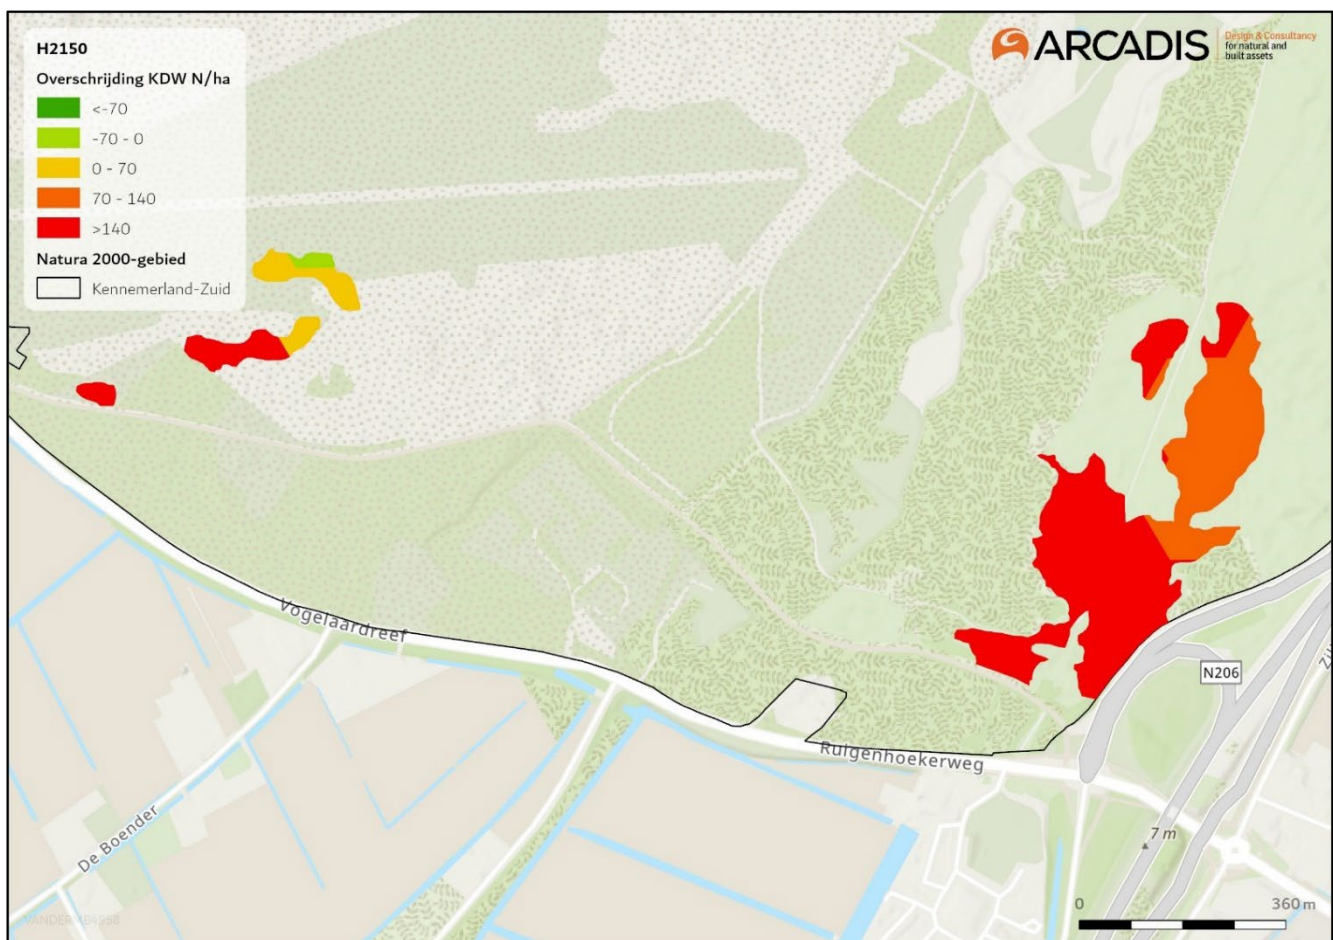 H2150
Overschrijding KDW N/ha
<-70
-70 - 0
0 - 70
70 - 140
>140
Natura 2000-gebied
Kennemerland-Zuid
ARCADIS
Design & Consultancy
for natural and
built assets
Vogelaardreef
De Boender
Ruigenhoekerweg
N206
7 m
0
360 m